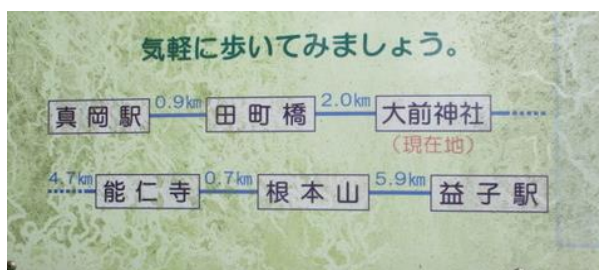 気軽に歩いてみましょう。
真岡駅 0.9km 田町橋 2.0km 大前神社
(現在地)
4.7km 能仁寺 0.7km 根本山 5.9km 益子駅